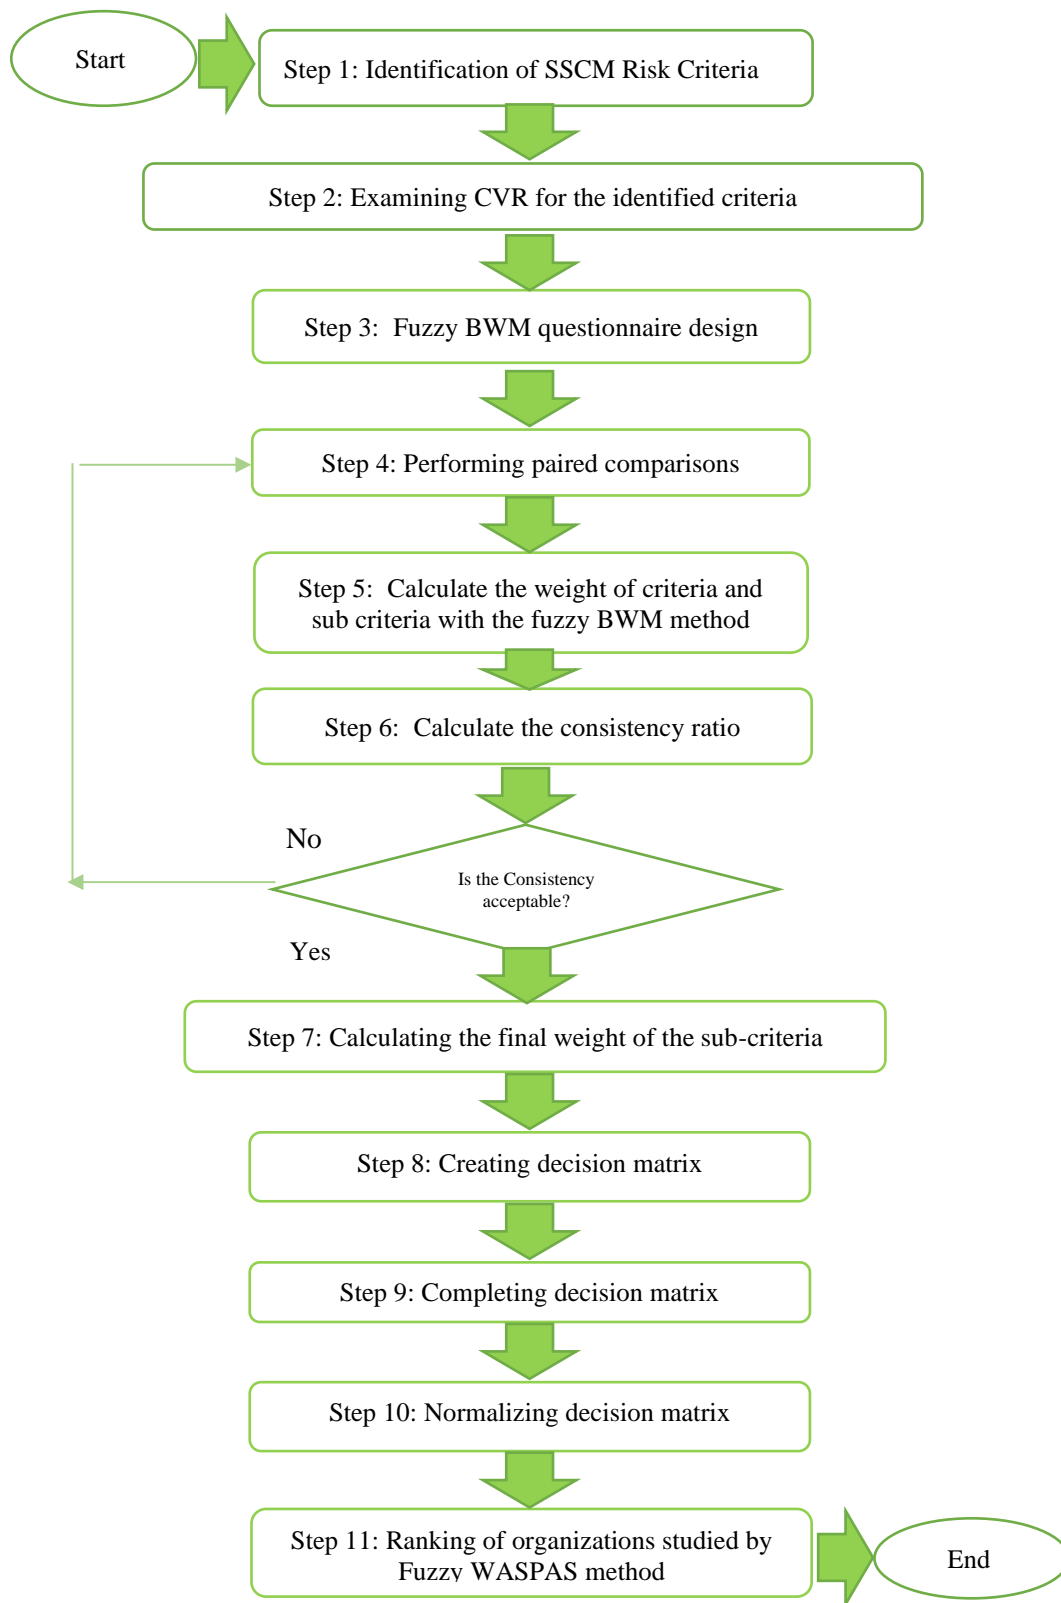 Start
Step 1: Identification of SSCM Risk Criteria
Step 2: Examining CVR for the identified criteria
Step 3:  Fuzzy BWM questionnaire design
Step 4: Performing paired comparisons
Step 5:  Calculate the weight of criteria and
sub criteria with the fuzzy BWM method
Step 6:  Calculate the consistency ratio
No
Is the Consistency
acceptable?
Yes
Step 7: Calculating the final weight of the sub-criteria
Step 8: Creating decision matrix
Step 9: Completing decision matrix
Step 10: Normalizing decision matrix
Step 11: Ranking of organizations studied by
Fuzzy WASPAS method
End